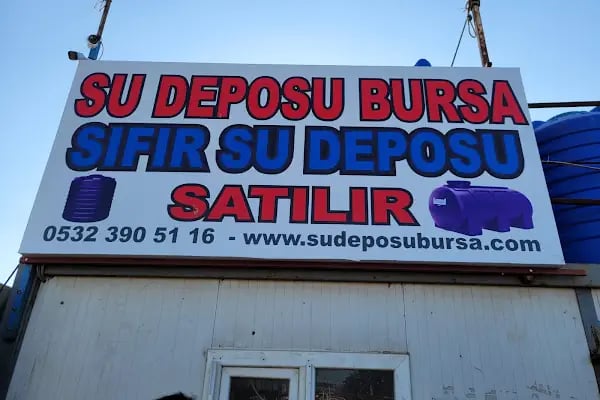 SU DEPOSU BURSA
SIFIR SU DEPOSU
SATILIR
0532 390 51 16 - www.sudeposubursa.com